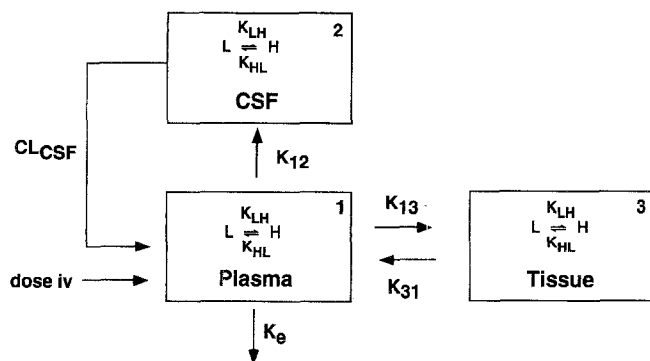 2
K_LH
L ⇌ H
K_HL
CSF
CL_CSF
K_12
1
K_LH
L ⇌ H
K_HL
Plasma
dose iv
K_e
K_13
K_31
3
K_LH
L ⇌ H
K_HL
Tissue